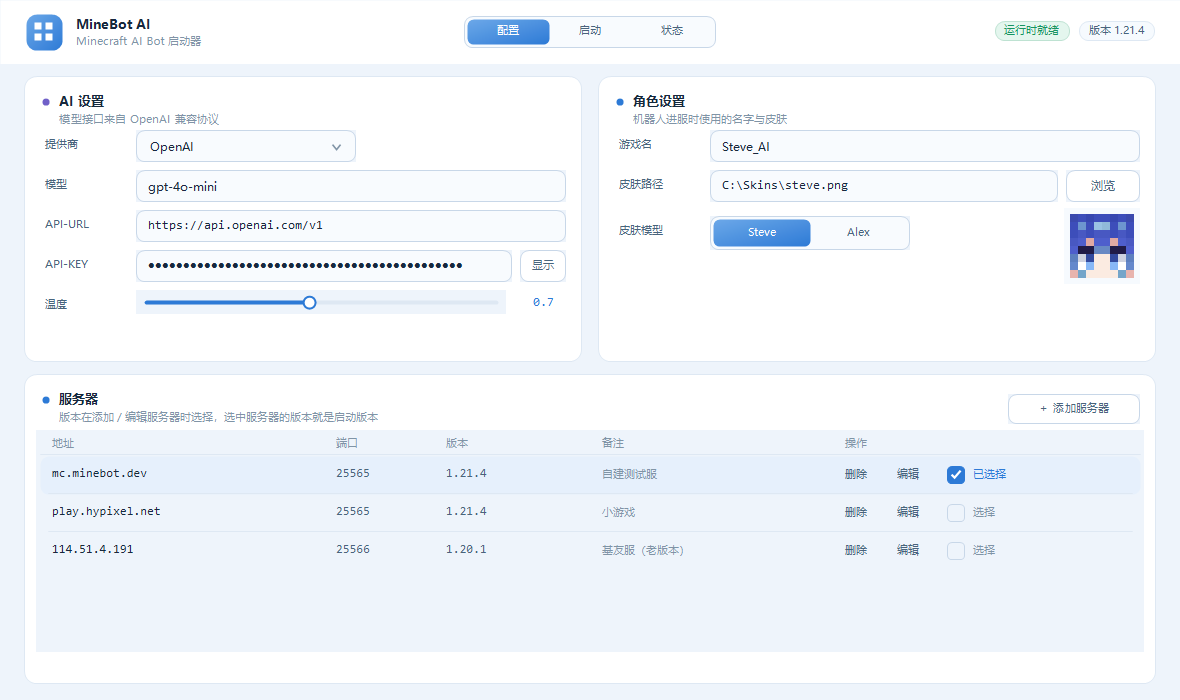 MineBot AI
Minecraft AI Bot 启动器
配置 启动 状态
运行时就绪 版本 1.21.4
AI 设置
模型接口来自 OpenAI 兼容协议
提供商 OpenAI
模型 gpt-4o-mini
API-URL https://api.openai.com/v1
API-KEY ●●●●●●●●●●●●●●●●●●●●●●●●●●●●●●●●●●●●●●●●●●●●● 显示
温度 0.7
角色设置
机器人进服时使用的名字与皮肤
游戏名 Steve_AI
皮肤路径 C:\Skins\steve.png 浏览
皮肤模型 Steve Alex
服务器
版本在添加 / 编辑服务器时选择，选中服务器的版本就是启动版本
+ 添加服务器
地址 端口 版本 备注 操作
mc.minebot.dev 25565 1.21.4 自建测试服 删除 编辑 已选择
play.hypixel.net 25565 1.21.4 小游戏 删除 编辑 选择
114.51.4.191 25566 1.20.1 基友服（老版本） 删除 编辑 选择